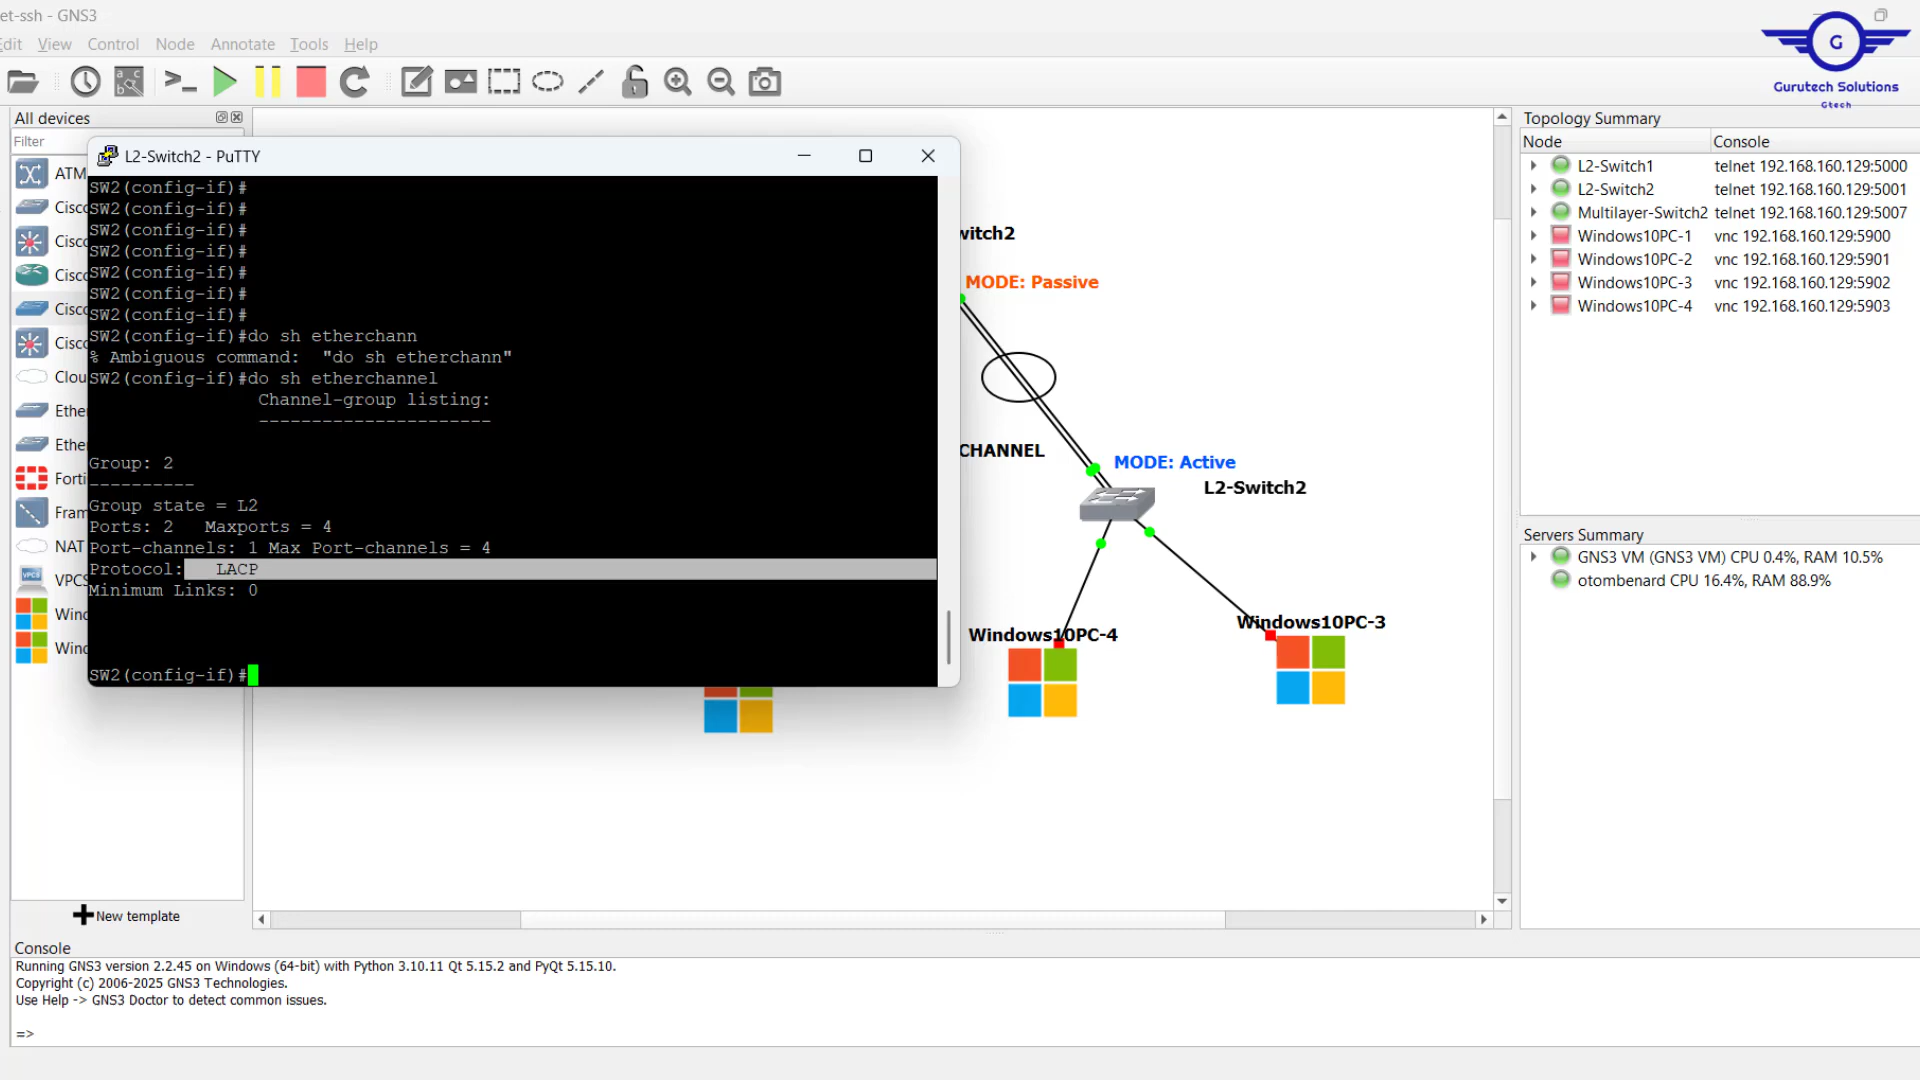 et-ssh - GNS3
Edit View Control Node Annotate Tools Help
G
Gurutech Solutions
Gtech
All devices
Filter
ATM
Cisc
Cisc
Cisc
Cisc
Cisc
Clou
Ethe
Ethe
Forti
Fram
NAT
VPCS
Wind
Wind
New template
L2-Switch2 - PuTTY
SW2(config-if)#
SW2(config-if)#
SW2(config-if)#
SW2(config-if)#
SW2(config-if)#
SW2(config-if)#
SW2(config-if)#
SW2(config-if)#do sh etherchann
% Ambiguous command:  "do sh etherchann"
SW2(config-if)#do sh etherchannel
Channel-group listing:
----------------------
Group: 2
----------
Group state = L2
Ports: 2   Maxports = 4
Port-channels: 1 Max Port-channels = 4
Protocol:   LACP
Minimum Links: 0
SW2(config-if)#
witch2
MODE: Passive
CHANNEL
MODE: Active
L2-Switch2
Windows10PC-4
Windows10PC-3
Topology Summary
Node Console
L2-Switch1 telnet 192.168.160.129:5000
L2-Switch2 telnet 192.168.160.129:5001
Multilayer-Switch2 telnet 192.168.160.129:5007
Windows10PC-1 vnc 192.168.160.129:5900
Windows10PC-2 vnc 192.168.160.129:5901
Windows10PC-3 vnc 192.168.160.129:5902
Windows10PC-4 vnc 192.168.160.129:5903
Servers Summary
GNS3 VM (GNS3 VM) CPU 0.4%, RAM 10.5%
otombenard CPU 16.4%, RAM 88.9%
Console
Running GNS3 version 2.2.45 on Windows (64-bit) with Python 3.10.11 Qt 5.15.2 and PyQt 5.15.10.
Copyright (c) 2006-2025 GNS3 Technologies.
Use Help -> GNS3 Doctor to detect common issues.
=>